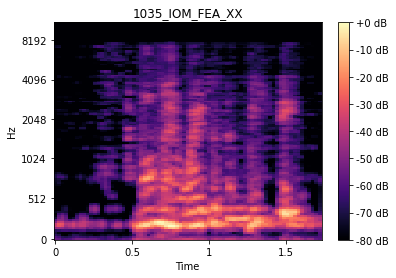 1035_IOM_FEA_XX
+0 dB
8192
-10 dB
4096
-20 dB
-30 dB
2048
-40 dB
Hz
1024
-50 dB
512
-60 dB
-70 dB
0
-80 dB
0 0.5 1 1.5
Time